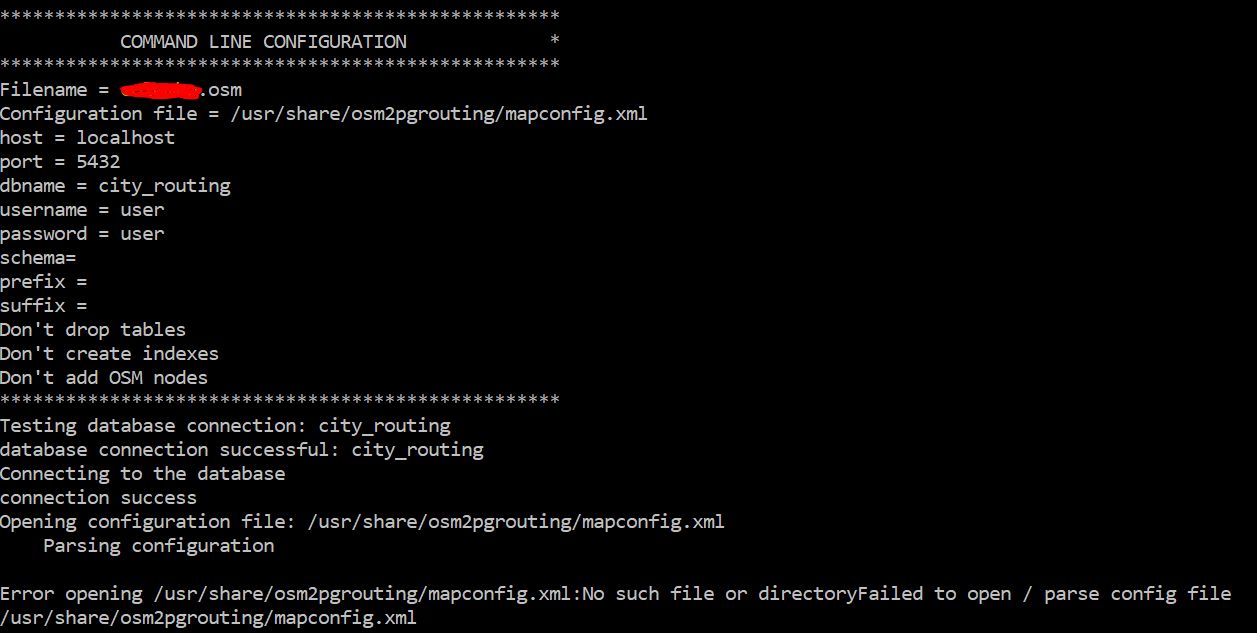 ***************************************************
COMMAND LINE CONFIGURATION *
***************************************************
Filename = .osm
Configuration file = /usr/share/osm2pgrouting/mapconfig.xml
host = localhost
port = 5432
dbname = city_routing
username = user
password = user
schema=
prefix =
suffix =
Don't drop tables
Don't create indexes
Don't add OSM nodes
***************************************************
Testing database connection: city_routing
database connection successful: city_routing
Connecting to the database
connection success
Opening configuration file: /usr/share/osm2pgrouting/mapconfig.xml
Parsing configuration
Error opening /usr/share/osm2pgrouting/mapconfig.xml:No such file or directoryFailed to open / parse config file
/usr/share/osm2pgrouting/mapconfig.xml